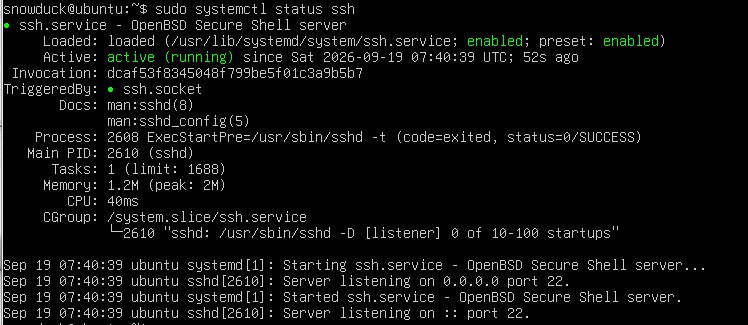 snowduck@ubuntu:~$ sudo systemctl status ssh
● ssh.service - OpenBSD Secure Shell server
Loaded: loaded (/usr/lib/systemd/system/ssh.service; enabled; preset: enabled)
Active: active (running) since Sat 2026-09-19 07:40:39 UTC; 52s ago
Invocation: dcaf53f8345048f799be5f01c3a9b5b7
TriggeredBy: ● ssh.socket
Docs: man:sshd(8)
man:sshd_config(5)
Process: 2608 ExecStartPre=/usr/sbin/sshd -t (code=exited, status=0/SUCCESS)
Main PID: 2610 (sshd)
Tasks: 1 (limit: 1688)
Memory: 1.2M (peak: 2M)
CPU: 40ms
CGroup: /system.slice/ssh.service
└─2610 "sshd: /usr/sbin/sshd -D [listener] 0 of 10-100 startups"
Sep 19 07:40:39 ubuntu systemd[1]: Starting ssh.service - OpenBSD Secure Shell server...
Sep 19 07:40:39 ubuntu sshd[2610]: Server listening on 0.0.0.0 port 22.
Sep 19 07:40:39 ubuntu systemd[1]: Started ssh.service - OpenBSD Secure Shell server.
Sep 19 07:40:39 ubuntu sshd[2610]: Server listening on :: port 22.